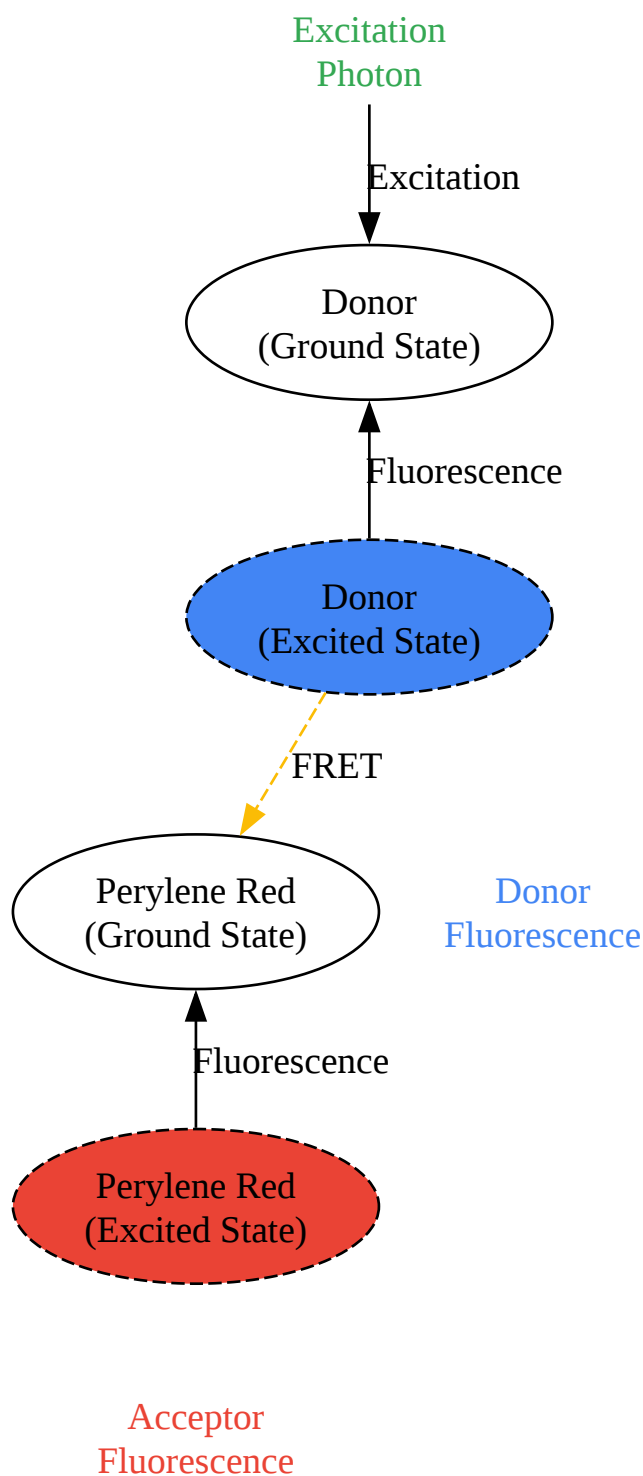 Excitation
Photon
Excitation
Donor
(Ground State)
Fluorescence
Donor
(Excited State)
FRET
Perylene Red
(Ground State)
Donor
Fluorescence
Fluorescence
Perylene Red
(Excited State)
Acceptor
Fluorescence